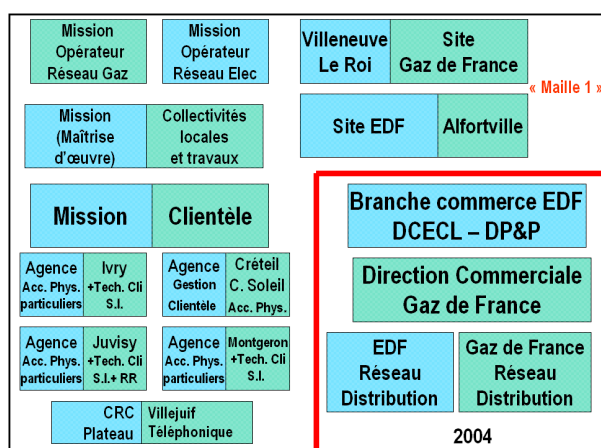 Mission
Opérateur
Réseau Gaz
Mission
Opérateur
Réseau Elec
Villeneuve
Le Roi
Site
Gaz de France
« Maille 1 »
Mission
(Maîtrise
d'œuvre)
Collectivités
locales
et travaux
Site EDF
Alfortville
Mission
Clientèle
Agence
Acc. Phys.
particuliers
Ivry
+Tech. Cli
S.I.
Agence
Gestion
Clientèle
Créteil
C. Soleil
Acc. Phys.
Agence
Acc. Phys.
particuliers
Juvisy
+Tech. Cli
S.I.+ RR
Agence
Acc. Phys.
particuliers
Montgeron
+Tech. Cli
S.I.
CRC
Plateau
Villejuif
Téléphonique
Branche commerce EDF
DCECL – DP&P
Direction Commerciale
Gaz de France
EDF
Réseau
Distribution
Gaz de France
Réseau
Distribution
2004